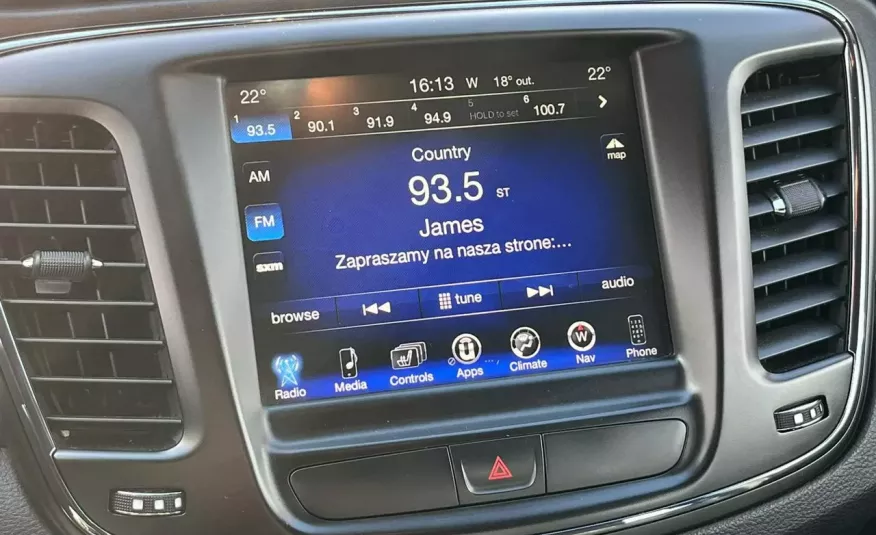 22° 16:13 W 18° out. 22°
1 93.5 2 90.1 3 91.9 4 94.9 5 HOLD to set 6 100.7
Country
map
AM
93.5 ST
FM
James
Zapraszamy na nasza strone:...
sxm
browse tune audio
Radio Media Controls Apps Climate W Nav Phone